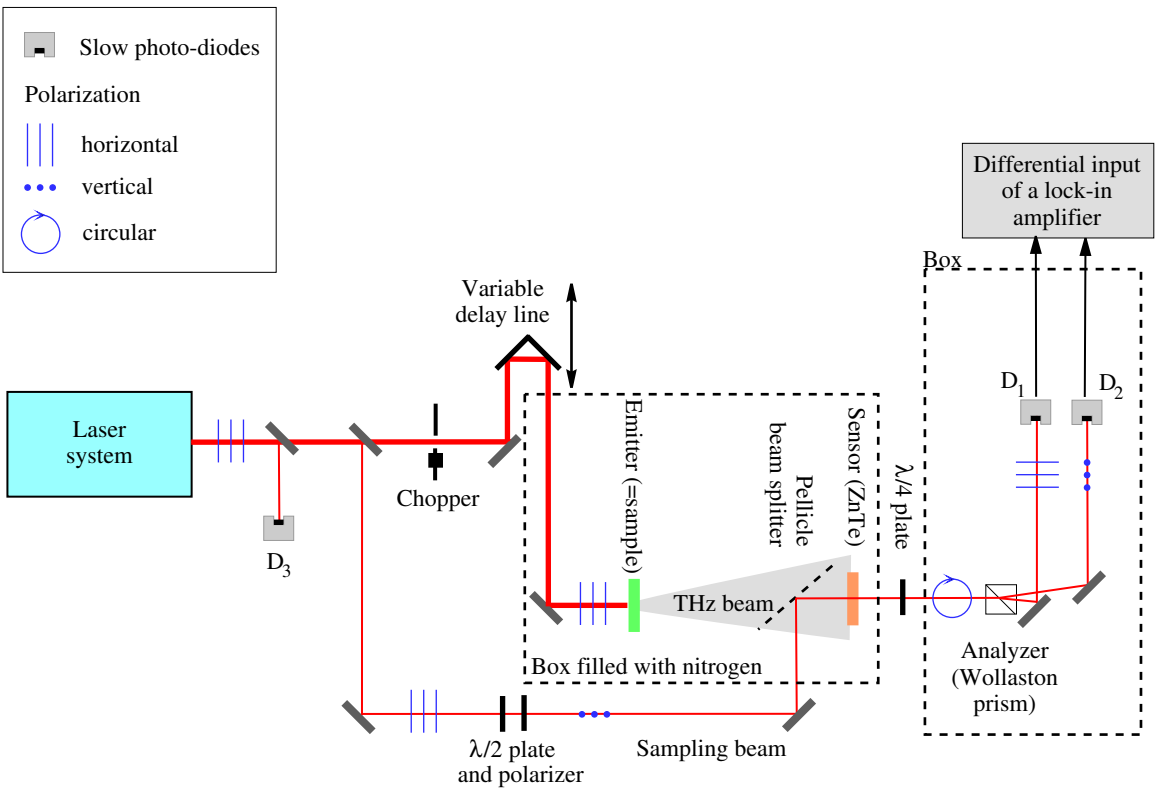 Slow photo-diodes
Polarization
horizontal
vertical
circular
Differential input
of a lock-in
amplifier
Box
Variable
delay line
D1
D2
Laser
system
Chopper
D3
Emitter (=sample)
Pellicle
beam splitter
Sensor (ZnTe)
λ/4 plate
THz beam
Box filled with nitrogen
Analyzer
(Wollaston
prism)
λ/2 plate
and polarizer
Sampling beam